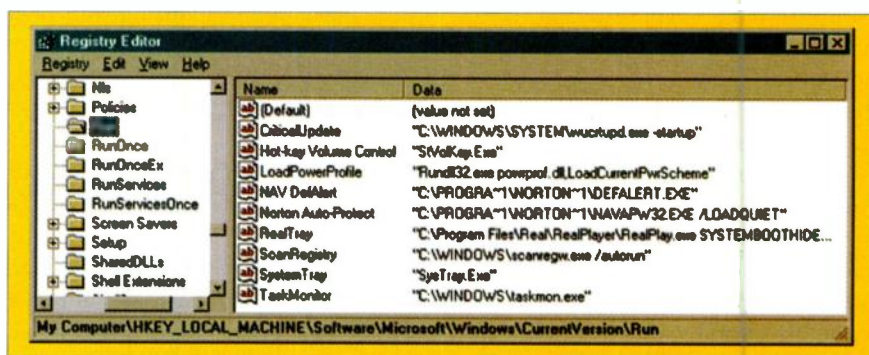 Registry Editor
Registry Edit View Help
Nls
Policies
RunOnce
RunOnceEx
RunServices
RunServicesOnce
Screen Savers
Setup
SharedDLLs
Shell Extensions
Name Data
(Default) (value not set)
CriticalUpdate "C:\WINDOWS\SYSTEM\wucrtupd.exe -startup"
Hot-key Volume Control "StVolKey.Exe"
LoadPowerProfile "Rundll32.exe powrprof.dll,LoadCurrentPwrScheme"
NAV DefAlert "C:\PROGRA~1\NORTON~1\DEFALERT.EXE"
Norton Auto-Protect "C:\PROGRA~1\NORTON~1\NAVAPW32.EXE /LOADQUIET"
RealTray "C:\Program Files\Real\RealPlayer\RealPlay.exe SYSTEMBOOTHIDE...
ScanRegistry "C:\WINDOWS\scanregw.exe /autorun"
SystemTray "SysTray.Exe"
TaskMonitor "C:\WINDOWS\taskmon.exe"
My Computer\HKEY_LOCAL_MACHINE\Software\Microsoft\Windows\CurrentVersion\Run